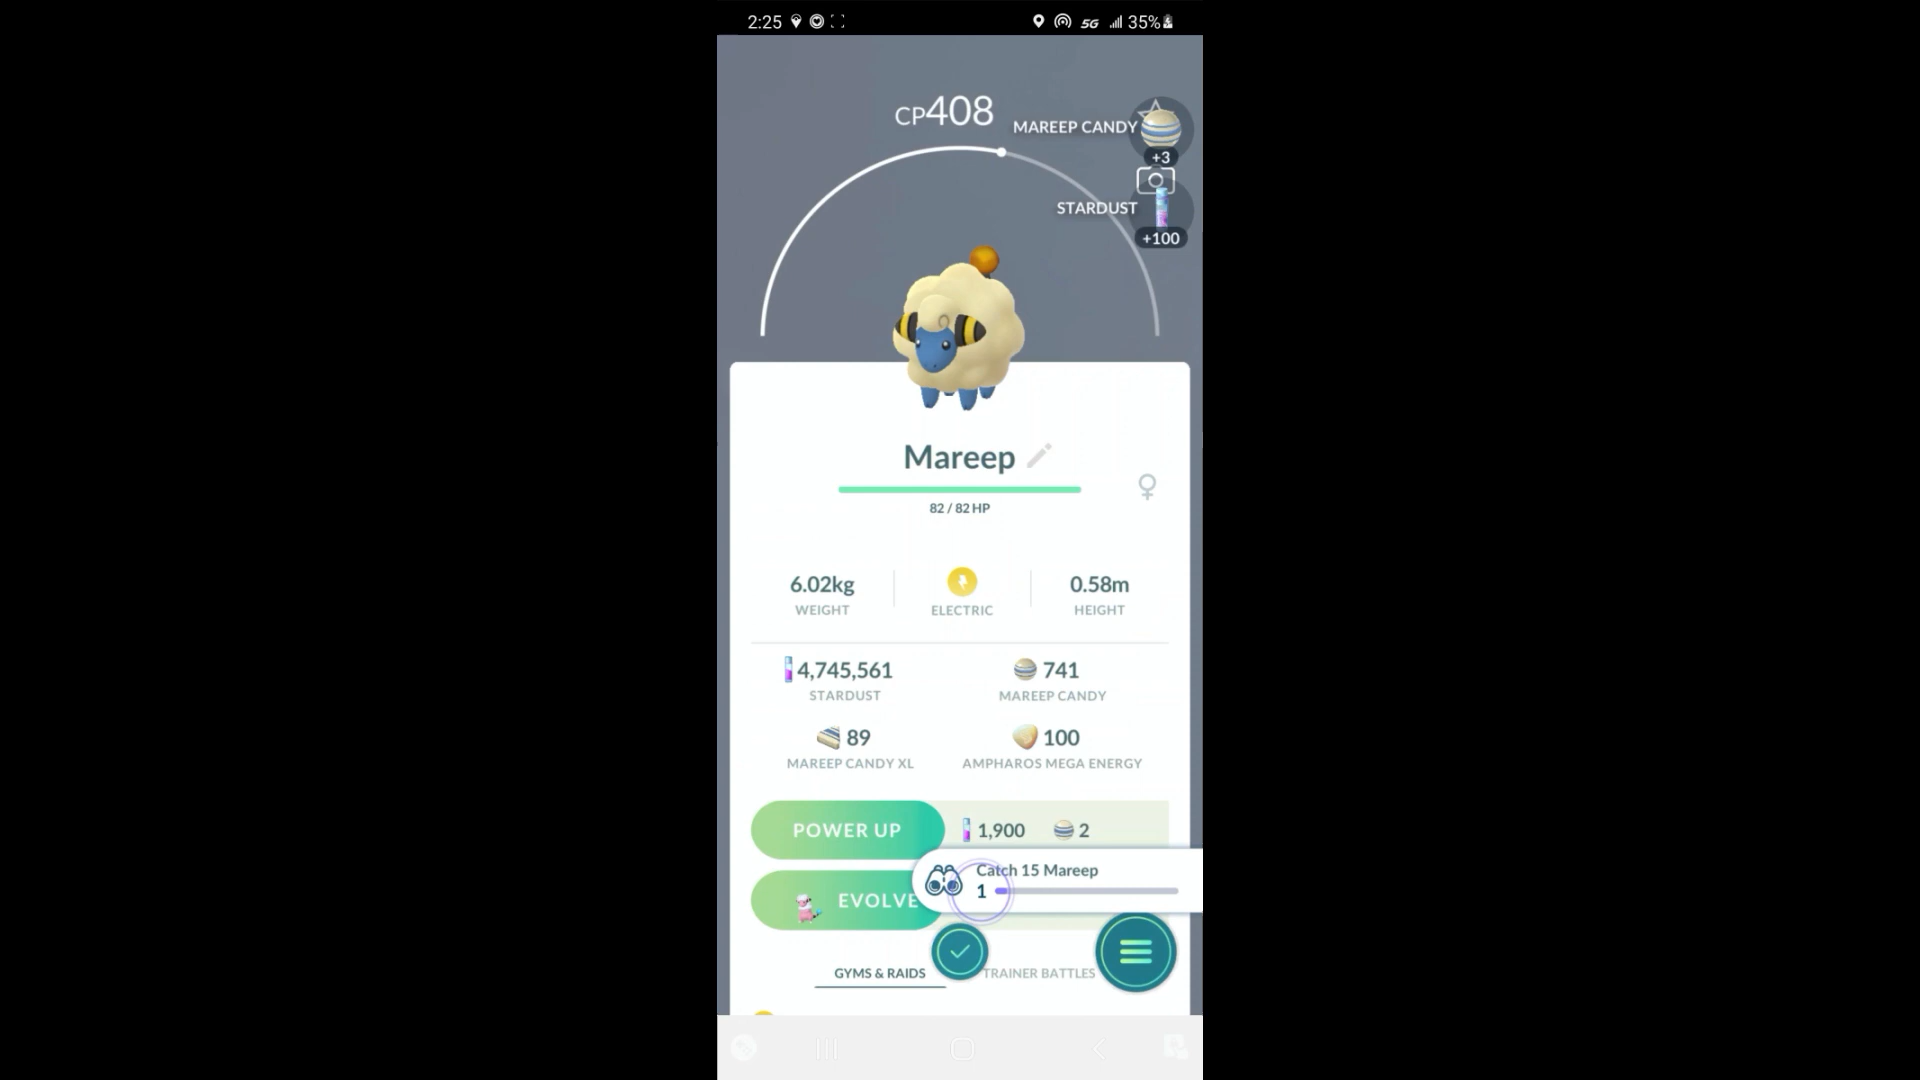 2:25
5G 35%
CP408
MAREEP CANDY
+3
STARDUST
+100
Mareep
82 / 82 HP
6.02kg
WEIGHT
ELECTRIC
0.58m
HEIGHT
4,745,561
STARDUST
741
MAREEP CANDY
89
MAREEP CANDY XL
100
AMPHAROS MEGA ENERGY
POWER UP
1,900
2
Catch 15 Mareep
1
EVOLVE
GYMS & RAIDS
TRAINER BATTLES